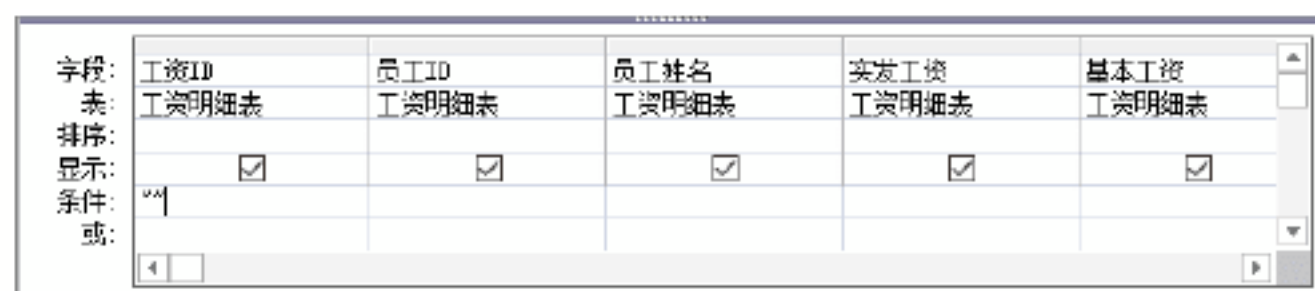 字段: 工资ID 员工ID 员工姓名 实发工资 基本工资
表: 工资明细表 工资明细表 工资明细表 工资明细表 工资明细表
排序:
显示:
条件: ""
或: